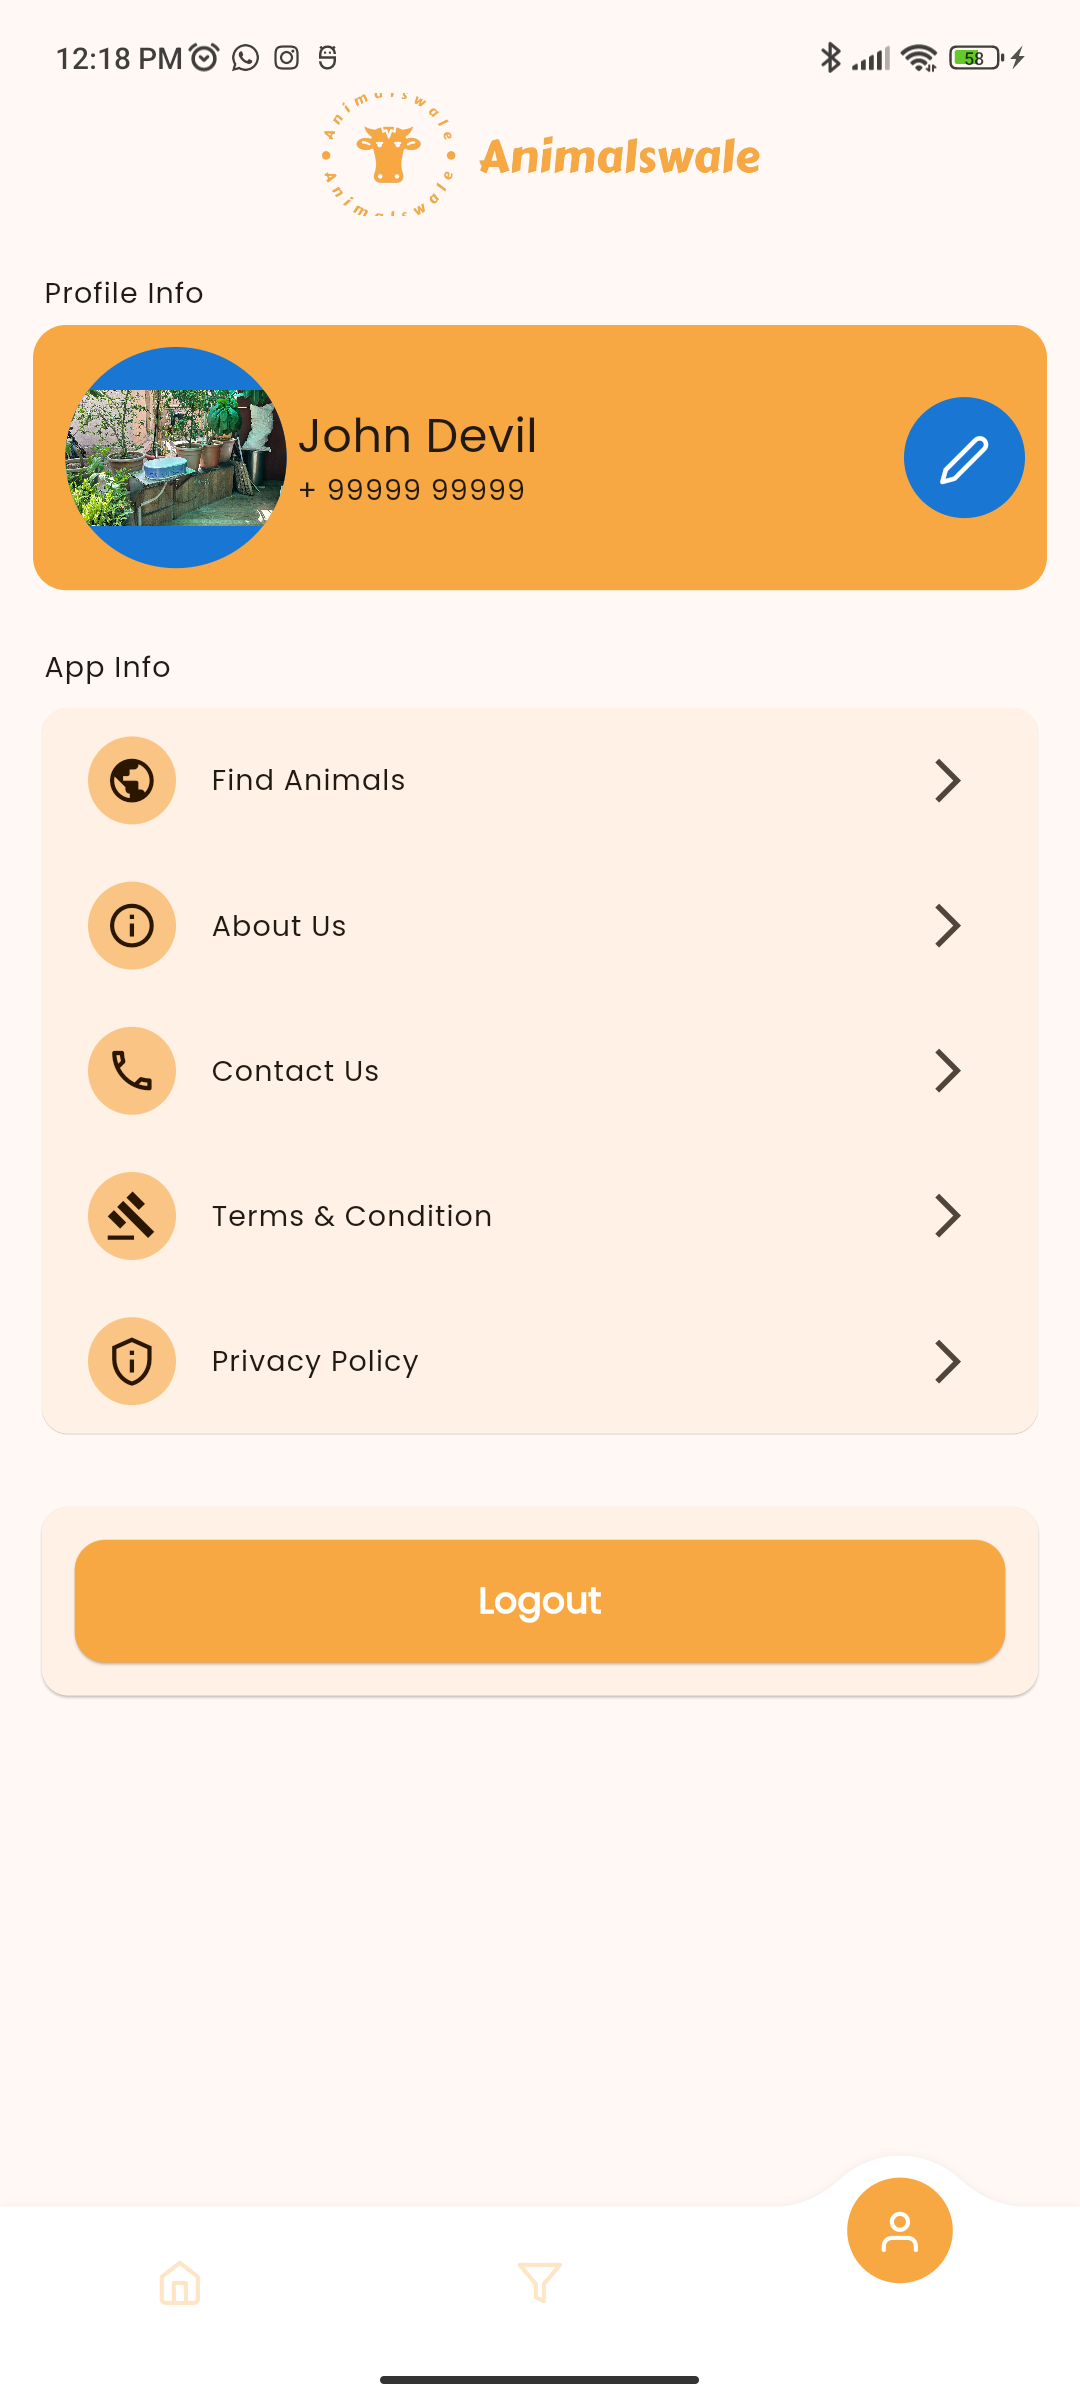 12:18 PM
58
Animalswale
Animalswale
Animalswale
Profile Info
John Devil
+ 99999 99999
App Info
Find Animals
About Us
Contact Us
Terms & Condition
Privacy Policy
Logout